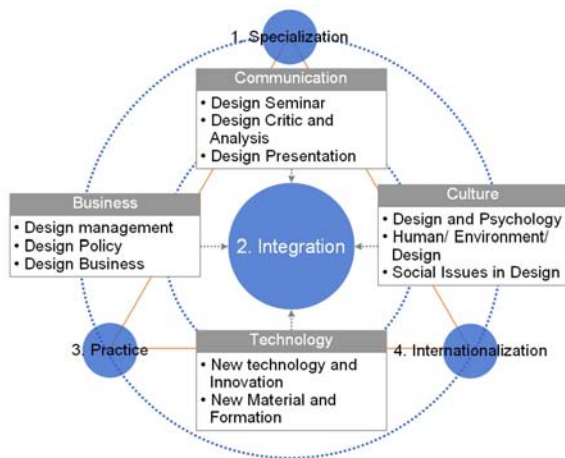 1. Specialization
Communication
• Design Seminar
• Design Critic and
Analysis
• Design Presentation
Business
• Design management
• Design Policy
• Design Business
2. Integration
Culture
• Design and Psychology
• Human/ Environment/
Design
• Social Issues in Design
3. Practice
Technology
• New technology and
Innovation
• New Material and
Formation
4. Internationalization